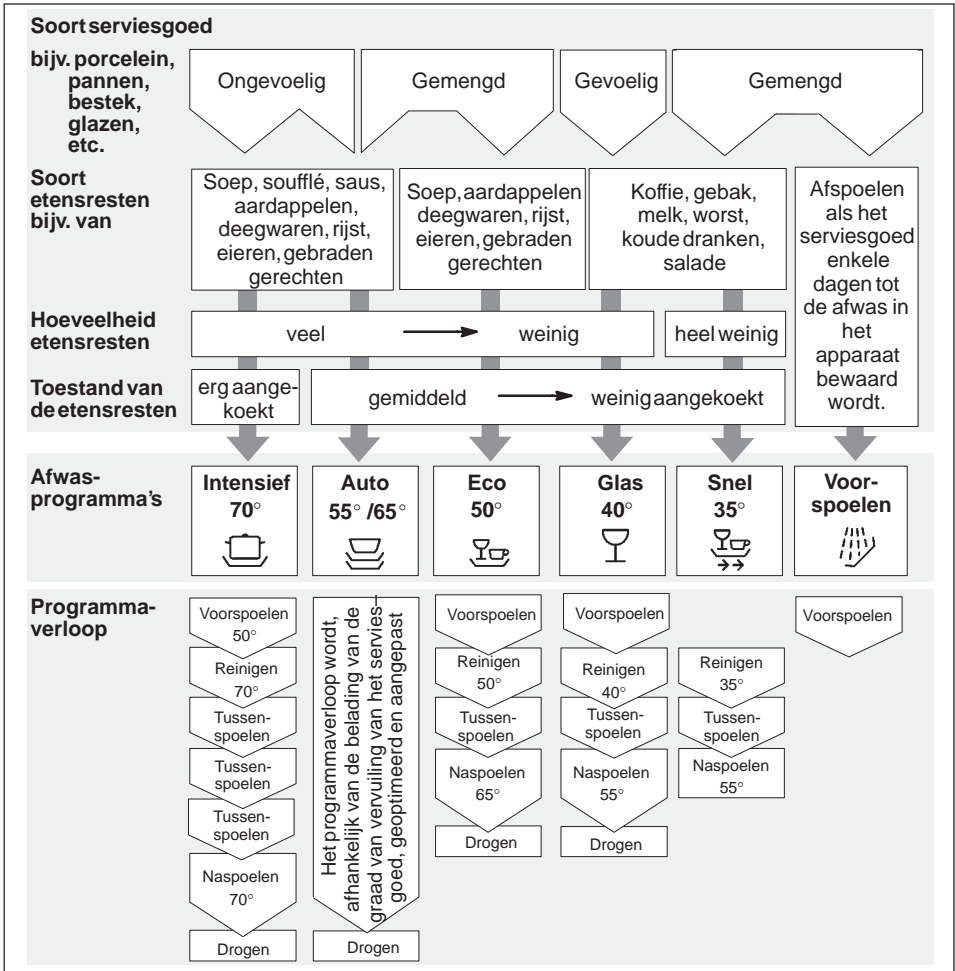 Soort serviesgoed
bijv. porcelein,
pannen,
bestek,
glazen,
etc.
Ongevoelig
Gemengd
Gevoelig
Gemengd
Soort
etensresten
bijv. van
Soep, soufflé, saus,
aardappelen,
deegwaren, rijst,
eieren, gebraden
gerechten
Soep, aardappelen
deegwaren, rijst,
eieren, gebraden
gerechten
Koffie, gebak,
melk, worst,
koude dranken,
salade
Afspoelen
als het
serviesgoed
enkele
dagen tot
de afwas in
het
apparaat
bewaard
wordt.
Hoeveelheid
etensresten
veel
weinig
heel weinig
Toestand van
de etensresten
erg aange-
koekt
gemiddeld
weinig aangekoekt
Afwas-
programma's
Intensief
70°
Auto
55° /65°
Eco
50°
Glas
40°
Snel
35°
Voor-
spoelen
Programma-
verloop
Voorspoelen
50°
Reinigen
70°
Tussen-
spoelen
Tussen-
spoelen
Tussen-
spoelen
Naspoelen
70°
Drogen
Het programmaverloop wordt,
afhankelijk van de belading van de
graad van vervuiling van het servies–
goed, geoptimeerd en aangepast
Drogen
Voorspoelen
Reinigen
50°
Tussen-
spoelen
Naspoelen
65°
Drogen
Voorspoelen
Reinigen
40°
Tussen-
spoelen
Naspoelen
55°
Drogen
Reinigen
35°
Tussen-
spoelen
Naspoelen
55°
Voorspoelen